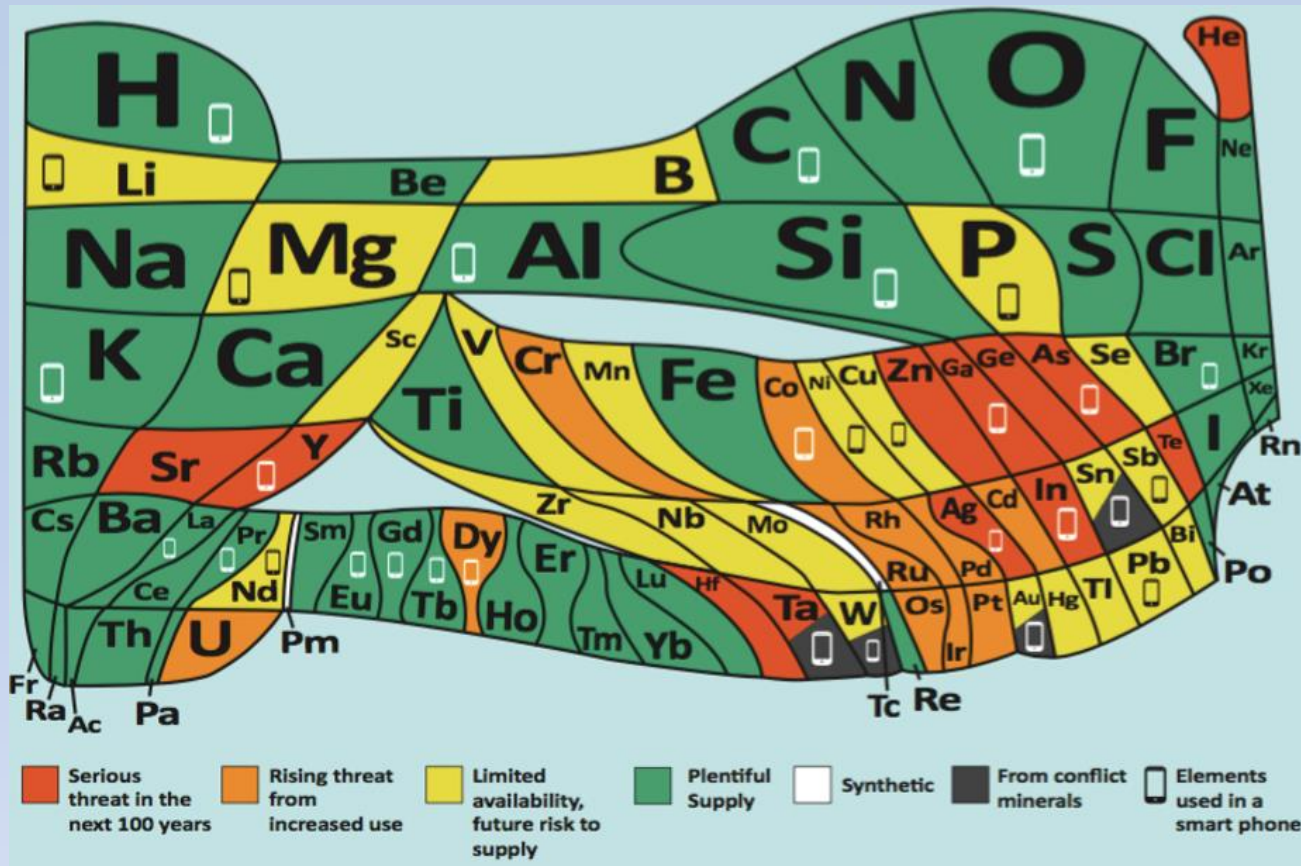 H
He
Li
Be
B
C
N
O
F
Ne
Na
Mg
Al
Si
P
S
Cl
Ar
K
Ca
Sc
Ti
V
Cr
Mn
Fe
Co
Ni
Cu
Zn
Ga
Ge
As
Se
Br
Kr
Rb
Sr
Y
Zr
Nb
Mo
Tc
Ru
Rh
Pd
Ag
Cd
In
Sn
Sb
Te
I
Xe
Cs
Ba
La
Ce
Pr
Nd
Pm
Sm
Eu
Gd
Tb
Dy
Ho
Er
Tm
Yb
Lu
Hf
Ta
W
Re
Os
Ir
Pt
Au
Hg
Tl
Pb
Bi
Po
At
Rn
Fr
Ra
Ac
Th
Pa
U
Serious
threat in the
next 100 years
Rising threat
from
increased use
Limited
availability,
future risk to
supply
Plentiful
Supply
Synthetic
From conflict
minerals
Elements
used in a
smart phone